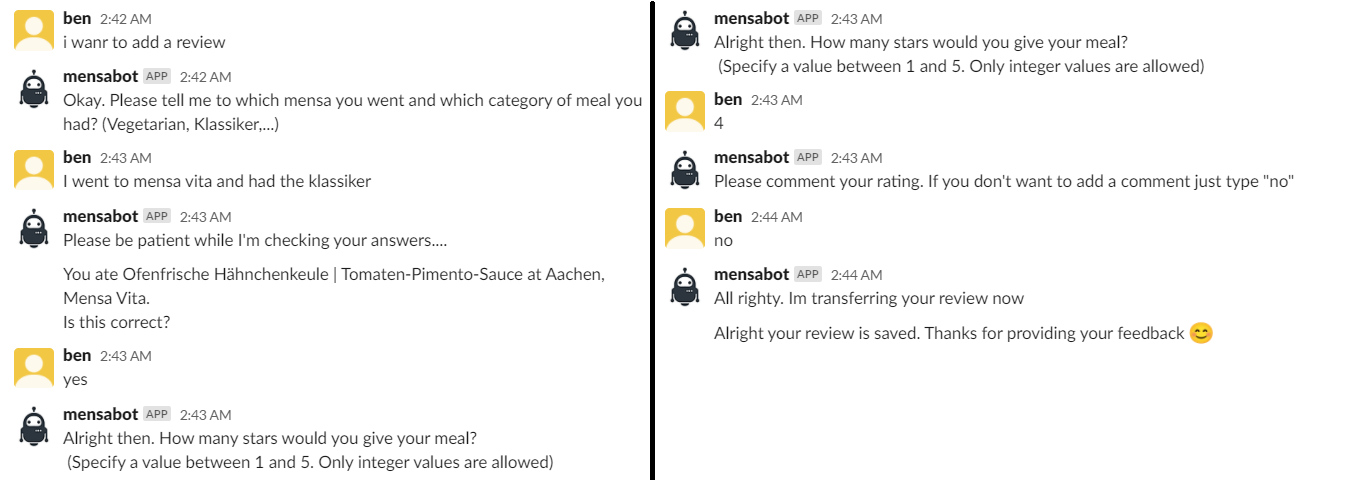 ben 2:42 AM
i wanr to add a review
mensabot APP 2:42 AM
Okay. Please tell me to which mensa you went and which category of meal you
had? (Vegetarian, Klassiker,...)
ben 2:43 AM
I went to mensa vita and had the klassiker
mensabot APP 2:43 AM
Please be patient while I'm checking your answers....
You ate Ofenfrische Hähnchenkeule | Tomaten-Pimento-Sauce at Aachen,
Mensa Vita.
Is this correct?
ben 2:43 AM
yes
mensabot APP 2:43 AM
Alright then. How many stars would you give your meal?
(Specify a value between 1 and 5. Only integer values are allowed)
mensabot APP 2:43 AM
Alright then. How many stars would you give your meal?
(Specify a value between 1 and 5. Only integer values are allowed)
ben 2:43 AM
4
mensabot APP 2:43 AM
Please comment your rating. If you don't want to add a comment just type "no"
ben 2:44 AM
no
mensabot APP 2:44 AM
All righty. Im transferring your review now
Alright your review is saved. Thanks for providing your feedback 😊